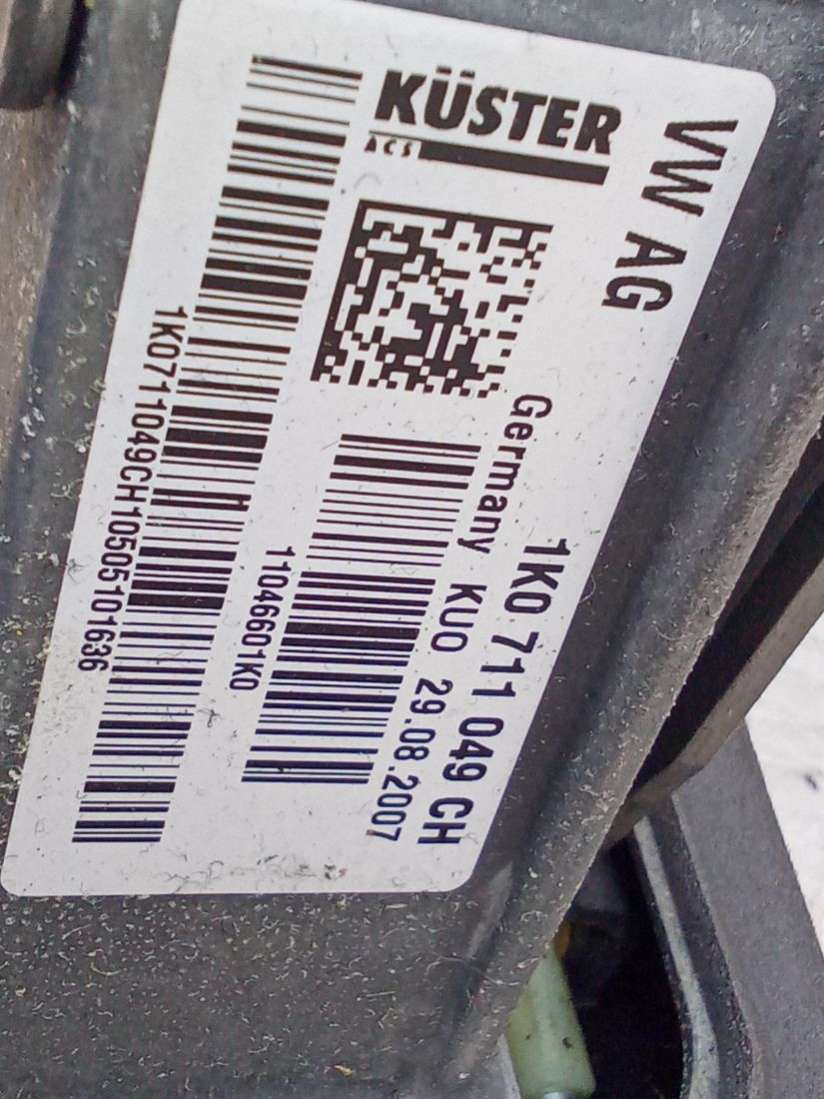 VW AG
KÜSTER
ACS
1K0 711 049 CH
Germany KUO 29.08.2007
11046601K0
1K0711049CH10505101636